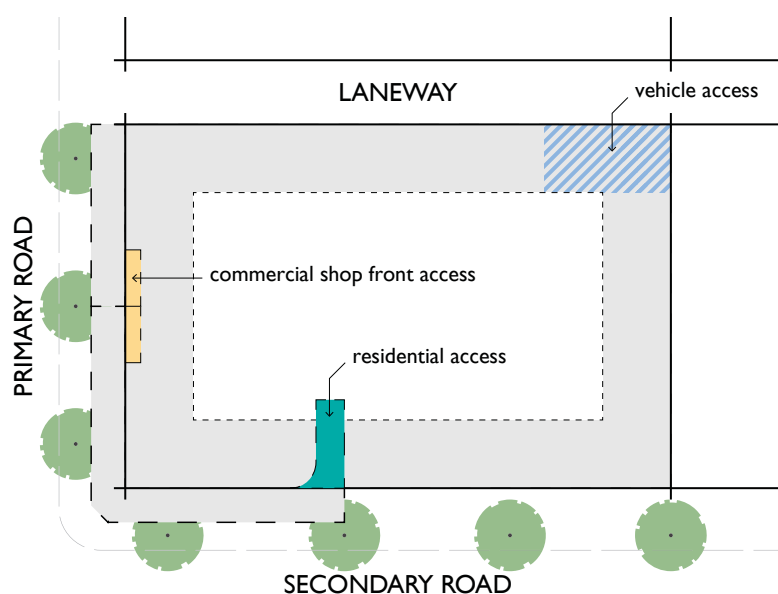 LANEWAY
vehicle access
PRIMARY ROAD
commercial shop front access
residential access
SECONDARY ROAD